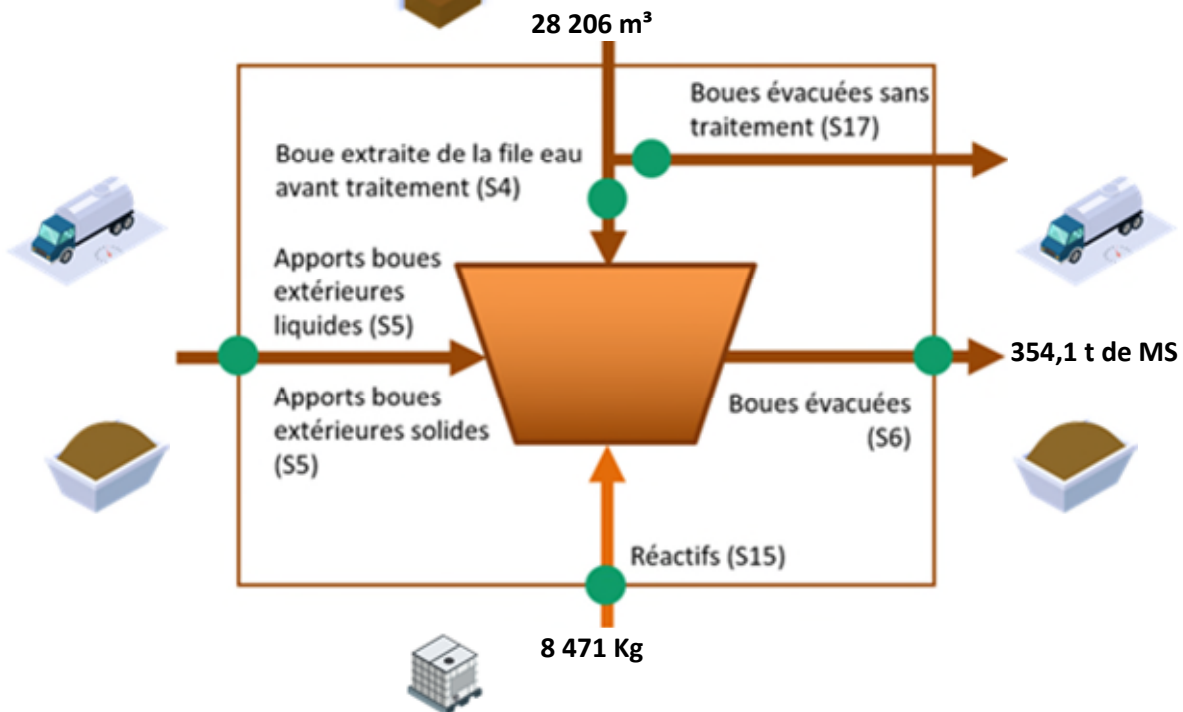 28 206 m³
Boues évacuées sans
traitement (S17)
Boue extraite de la file eau
avant traitement (S4)
Apports boues
extérieures
liquides (S5)
354,1 t de MS
Apports boues
extérieures solides
(S5)
Boues évacuées
(S6)
Réactifs (S15)
8 471 Kg